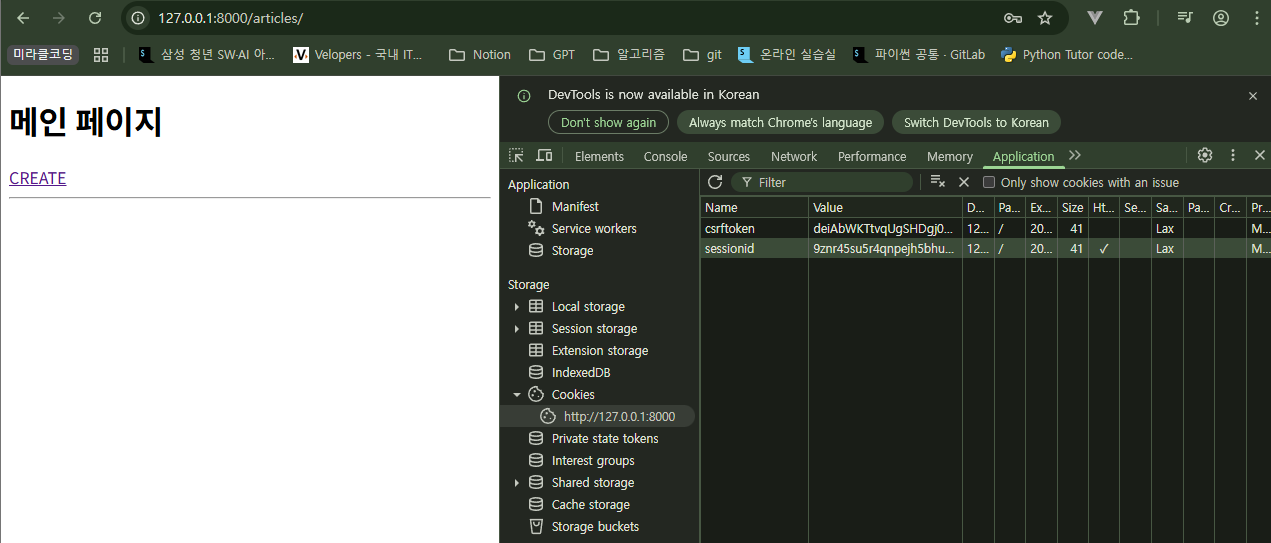 127.0.0.1:8000/articles/
미라클코딩 삼성 청년 SW·AI 아... Velopers - 국내 IT... Notion GPT 알고리즘 git 온라인 실습실 파이썬 공통 · GitLab Python Tutor code...
메인 페이지
CREATE
DevTools is now available in Korean
Don't show again Always match Chrome's language Switch DevTools to Korean
Elements Console Sources Network Performance Memory Application
Application
Manifest
Service workers
Storage
Storage
Local storage
Session storage
Extension storage
IndexedDB
Cookies
http://127.0.0.1:8000
Private state tokens
Interest groups
Shared storage
Cache storage
Storage buckets
Filter Only show cookies with an issue
Name Value D... Pa... Ex... Size Ht... Se... Sa... Pa... Cr... Pr...
csrftoken deiAbWKTtvqUgSHDgj0... 12... / 20... 41 Lax M...
sessionid 9znr45su5r4qnpejh5bhu... 12... / 20... 41 ✓ Lax M...